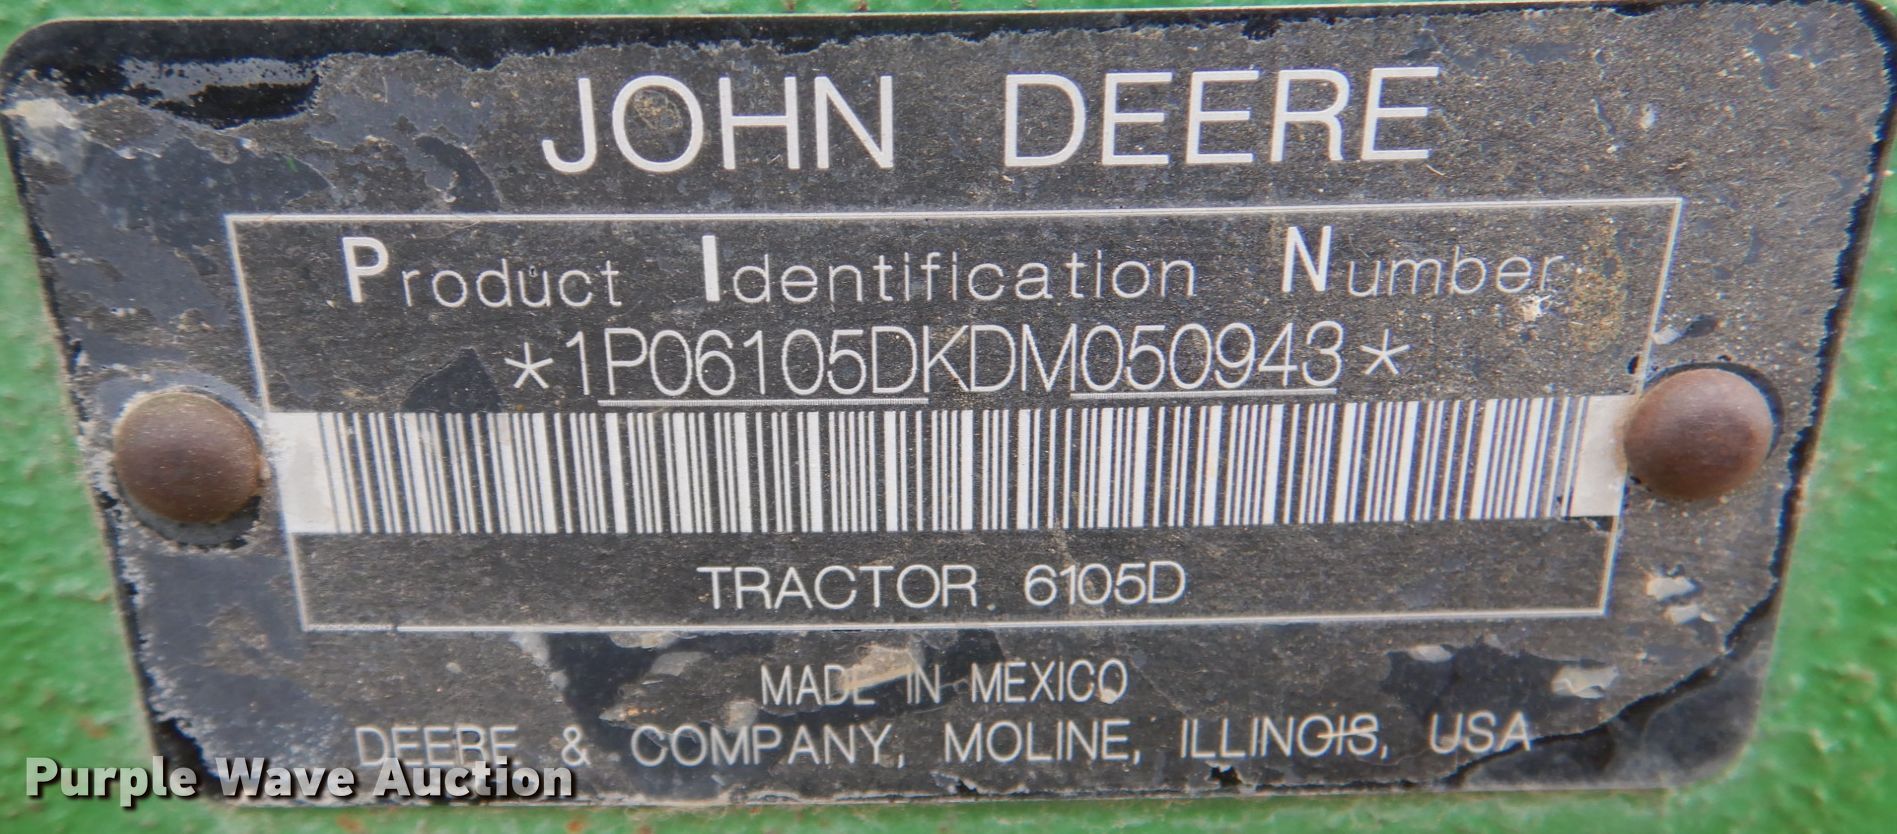 JOHN DEERE
Product Identification Number
*1P06105DKDM050943*
TRACTOR 6105D
MADE IN MEXICO
DEERE & COMPANY, MOLINE, ILLINOIS, USA
Purple Wave Auction